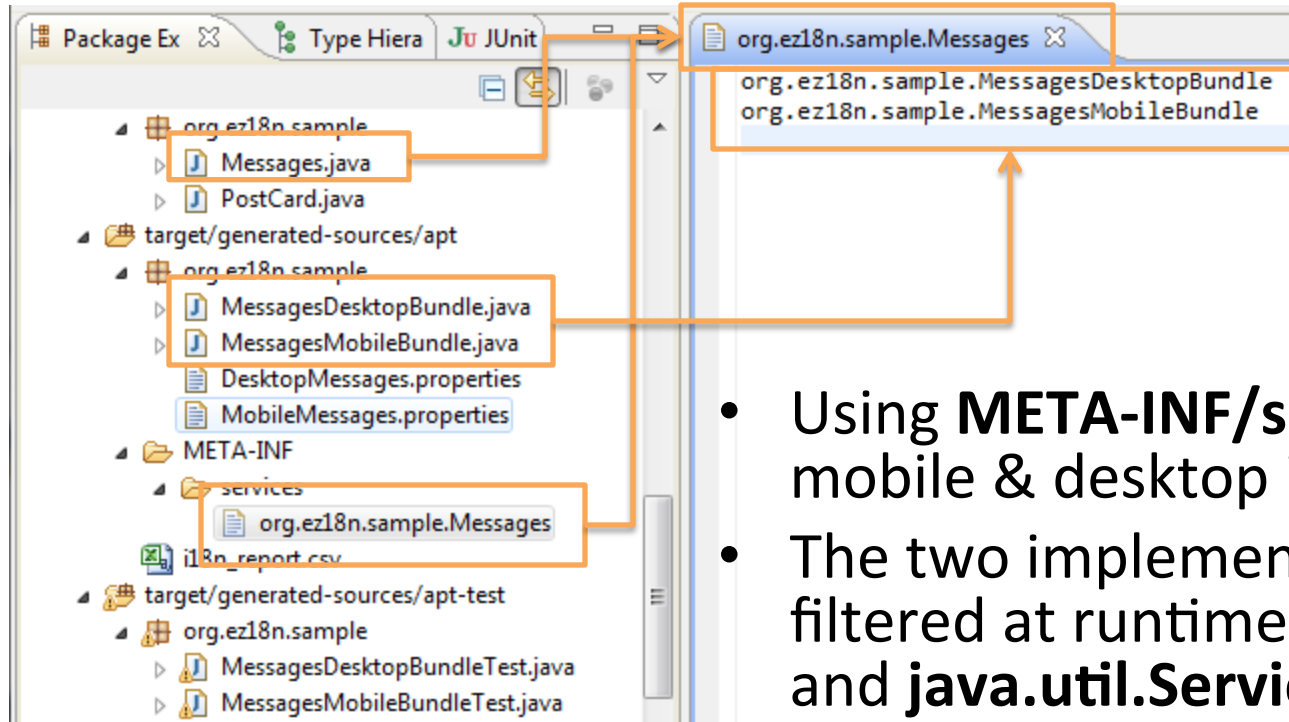 Package Ex
Type Hiera
JUnit
org.ez18n.sample
Messages.java
PostCard.java
target/generated-sources/apt
org.ez18n.sample
MessagesDesktopBundle.java
MessagesMobileBundle.java
DesktopMessages.properties
MobileMessages.properties
META-INF
services
org.ez18n.sample.Messages
i18n_report.csv
target/generated-sources/apt-test
org.ez18n.sample
MessagesDesktopBundleTest.java
MessagesMobileBundleTest.java
org.ez18n.sample.Messages
org.ez18n.sample.MessagesDesktopBundle
org.ez18n.sample.MessagesMobileBundle
• Using META-INF/s
mobile & desktop
• The two implemen
filtered at runtime
and java.util.Servi